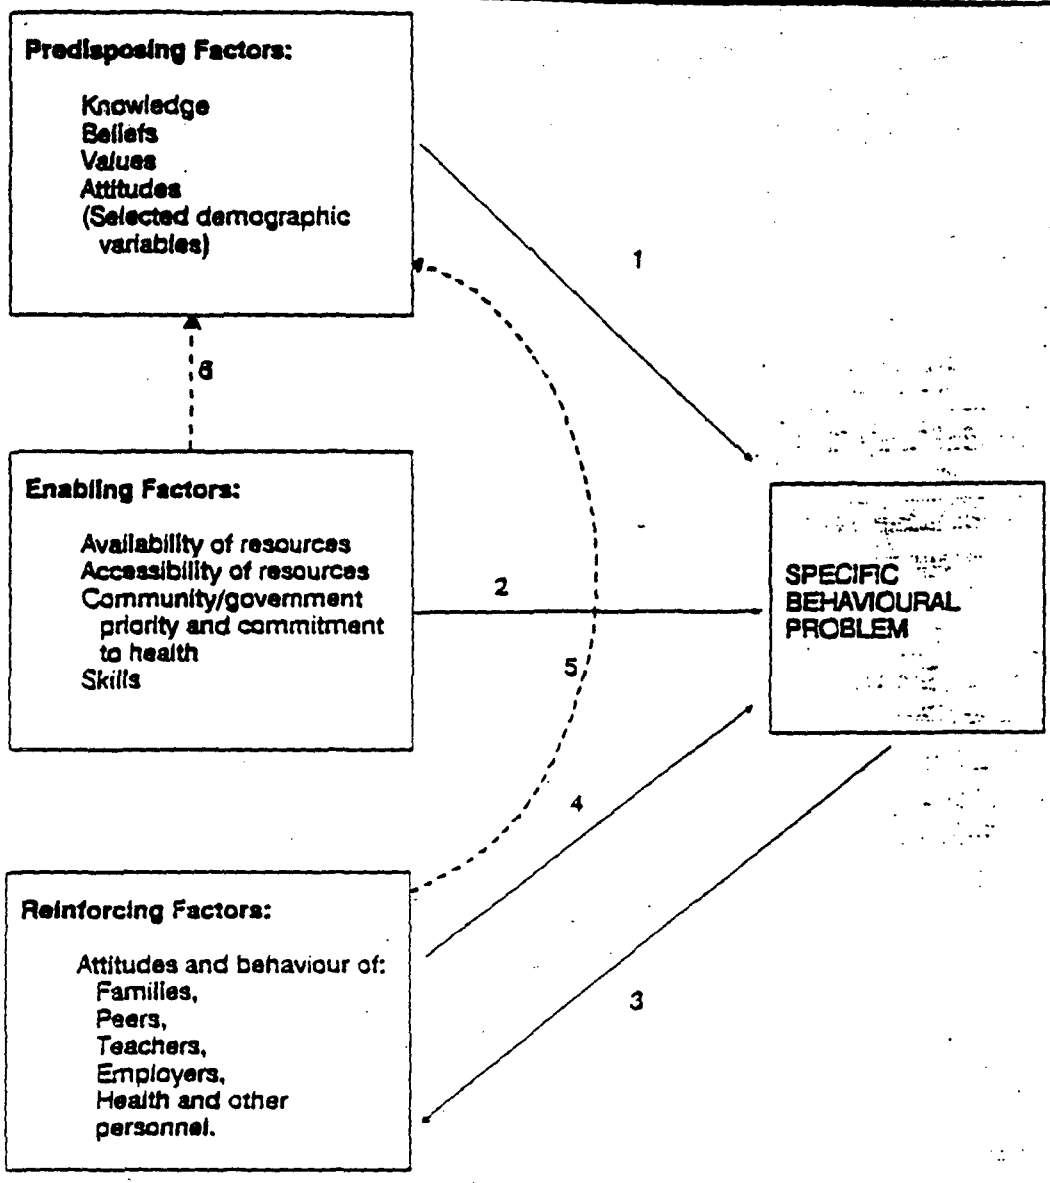 Predisposing Factors:
Knowledge
Beliefs
Values
Attitudes
(Selected demographic
variables)
1
6
Enabling Factors:
Availability of resources
Accessibility of resources
Community/government
priority and commitment
to health
Skills
2
SPECIFIC
BEHAVIOURAL
PROBLEM
5
4
Reinforcing Factors:
Attitudes and behaviour of:
Families,
Peers,
Teachers,
Employers,
Health and other
personnel.
3